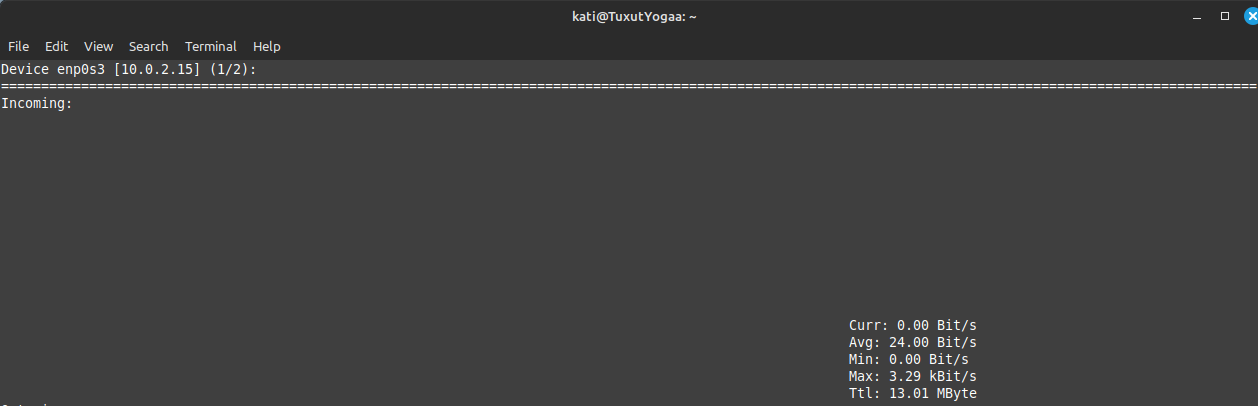 kati@TuxutYogaa: ~
File Edit View Search Terminal Help
Device enp0s3 [10.0.2.15] (1/2):
=============================================================================================================================================================
Incoming:
Curr: 0.00 Bit/s
Avg: 24.00 Bit/s
Min: 0.00 Bit/s
Max: 3.29 kBit/s
Ttl: 13.01 MByte